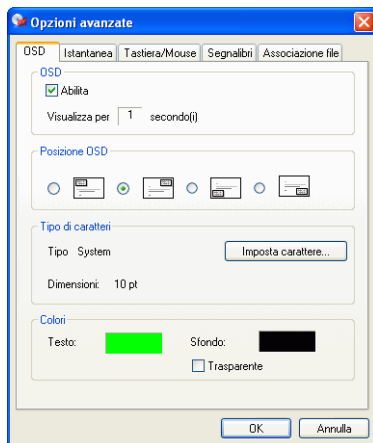 Opzioni avanzate
OSD Istantanea Tastiera/Mouse Segnalibri Associazione file
OSD
Abilita
Visualizza per 1 secondo(i)
Posizione OSD
Tipo di caratteri
Tipo System Imposta carattere...
Dimensioni: 10 pt
Colori
Testo: Sfondo:
Trasparente
OK Annulla